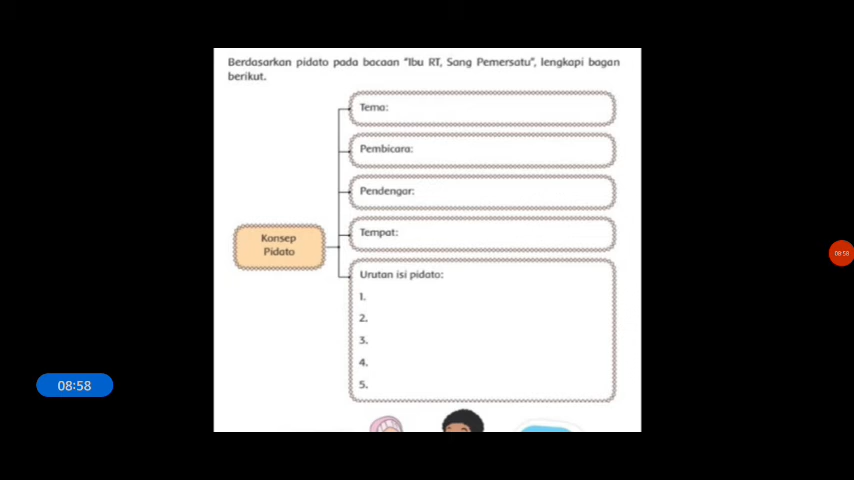 Berdasarkan pidato pada bacaan "Ibu RT, Sang Pemersatu", lengkapi bagan
berikut.
Tema:
Pembicara:
Pendengar:
Tempat:
Konsep
Pidato
Urutan isi pidato:
1.
2.
3.
4.
5.
08:58
08:58